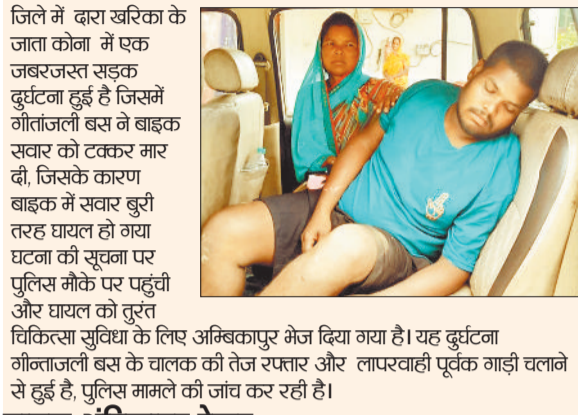 जिले में दारा खरिका के
जाता कोना में एक
जबरजस्त सड़क
दुर्घटना हुई है जिसमें
गीतांजली बस ने बाइक
सवार को टक्कर मार
दी, जिसके कारण
बाइक में सवार बुरी
तरह घायल हो गया
घटना की सूचना पर
पुलिस मौके पर पहुंची
और घायल को तुरंत
चिकित्सा सुविधा के लिए अम्बिकापुर भेज दिया गया है। यह दुर्घटना
गीन्ताजली बस के चालक की तेज रफ्तार और लापरवाही पूर्वक गाड़ी चलाने
से हुई है, पुलिस मामले की जांच कर रही है।